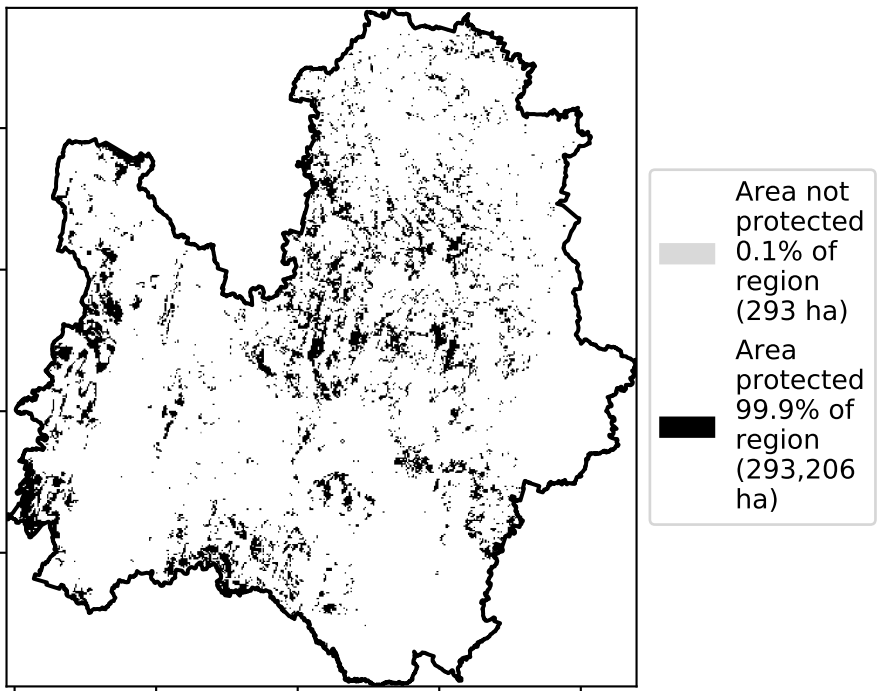 Area not
protected
0.1% of
region
(293 ha)
Area
protected
99.9% of
region
(293,206
ha)